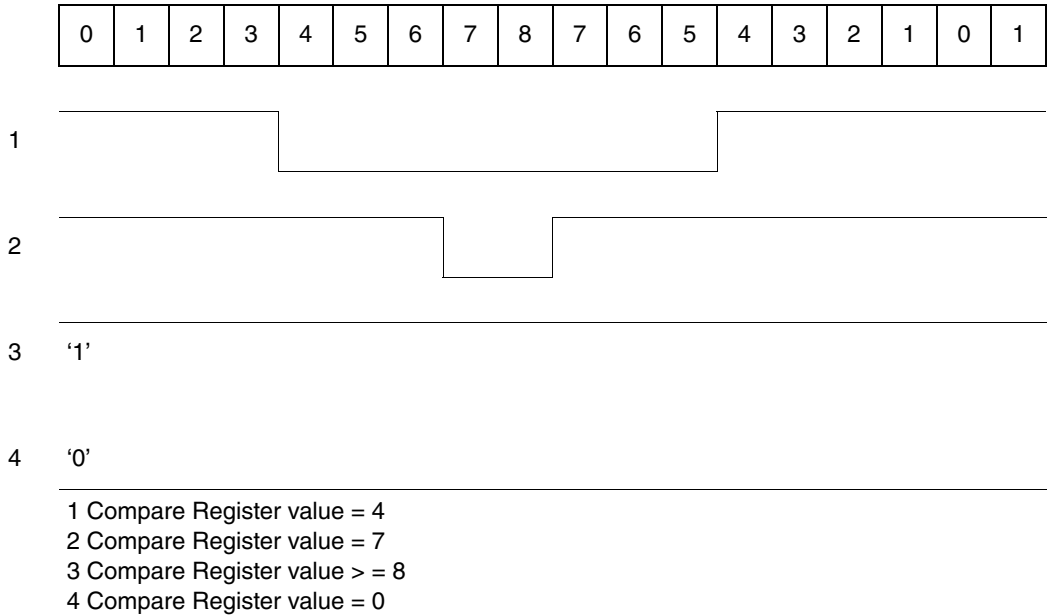 0 1 2 3 4 5 6 7 8 7 6 5 4 3 2 1 0 1
1
2
3 ‘1’
4 ‘0’
1 Compare Register value = 4
2 Compare Register value = 7
3 Compare Register value > = 8
4 Compare Register value = 0